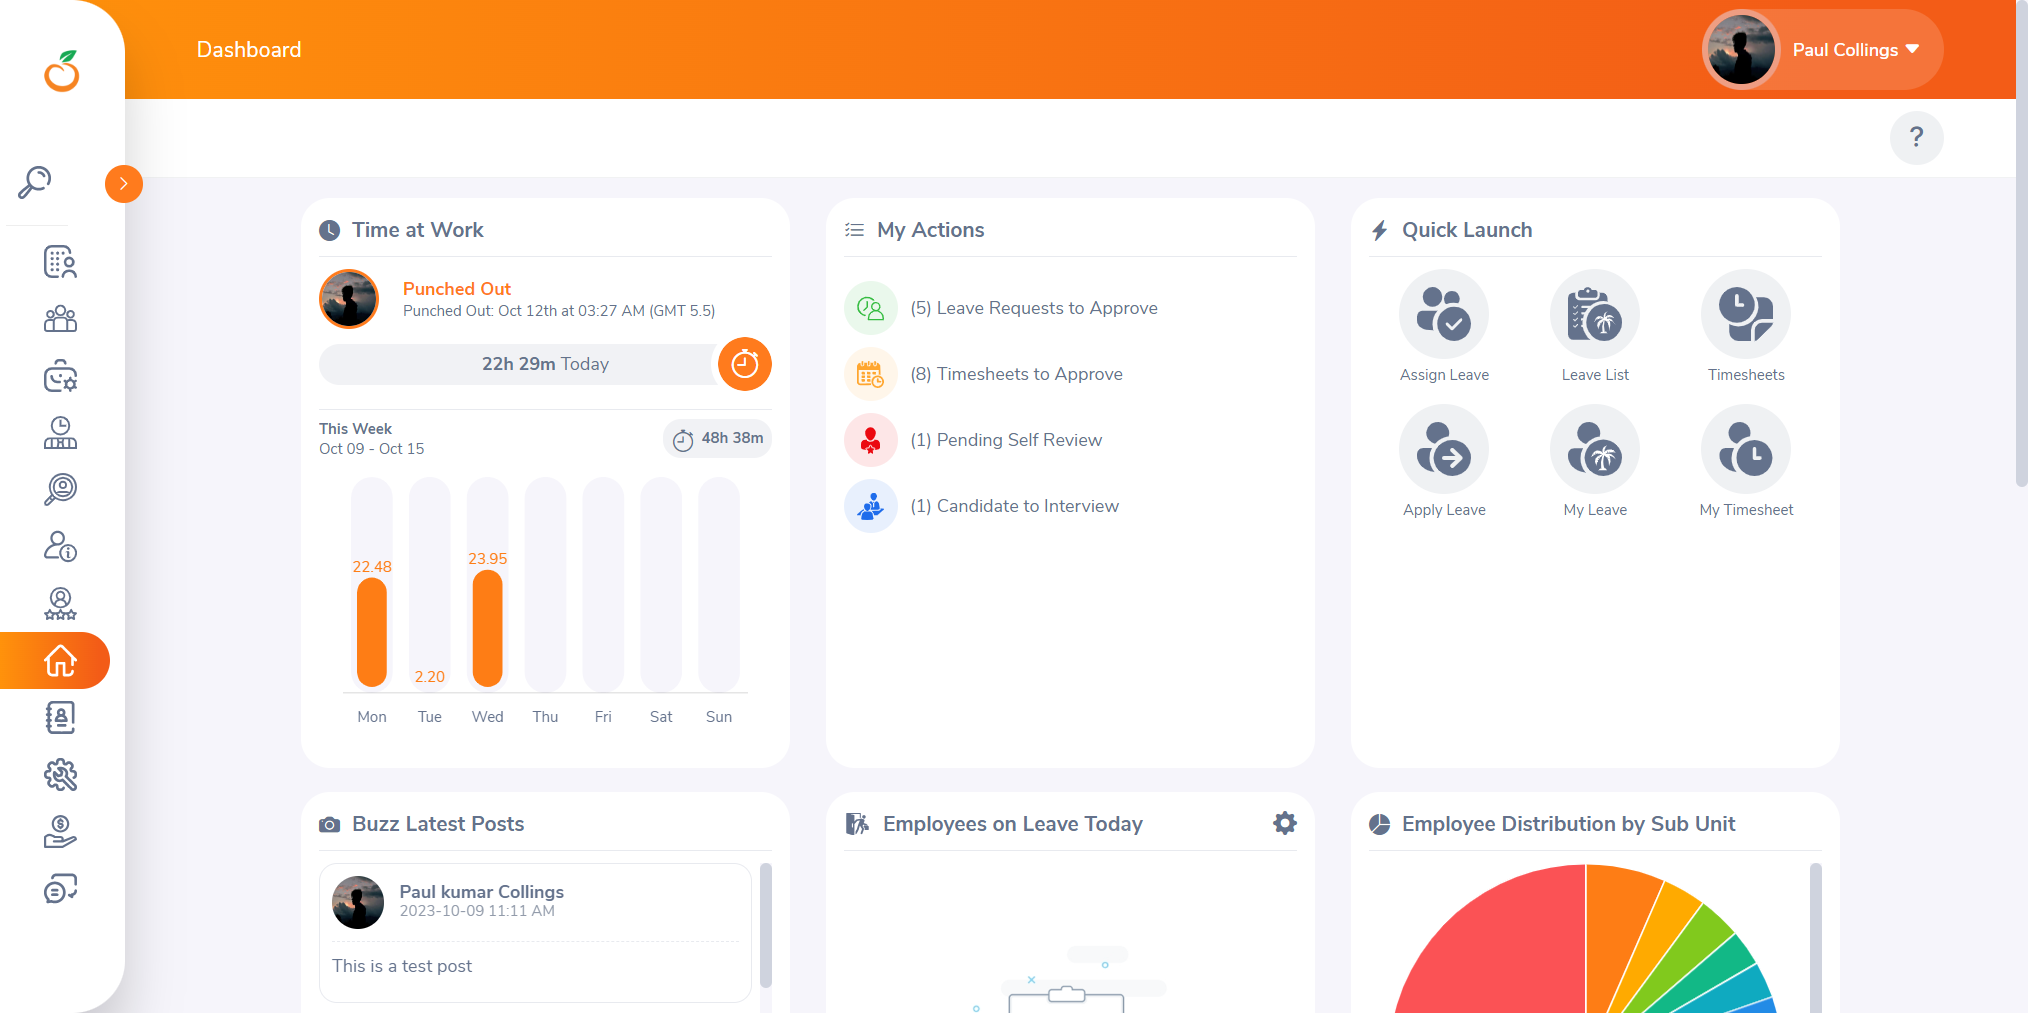 Dashboard
Paul Collings
?
Time at Work
Punched Out
Punched Out: Oct 12th at 03:27 AM (GMT 5.5)
22h 29m Today
This Week
Oct 09 - Oct 15
48h 38m
22.48
2.20
23.95
Mon Tue Wed Thu Fri Sat Sun
My Actions
(5) Leave Requests to Approve
(8) Timesheets to Approve
(1) Pending Self Review
(1) Candidate to Interview
Quick Launch
Assign Leave
Leave List
Timesheets
Apply Leave
My Leave
My Timesheet
Buzz Latest Posts
Paul kumar Collings
2023-10-09 11:11 AM
This is a test post
Employees on Leave Today
Employee Distribution by Sub Unit